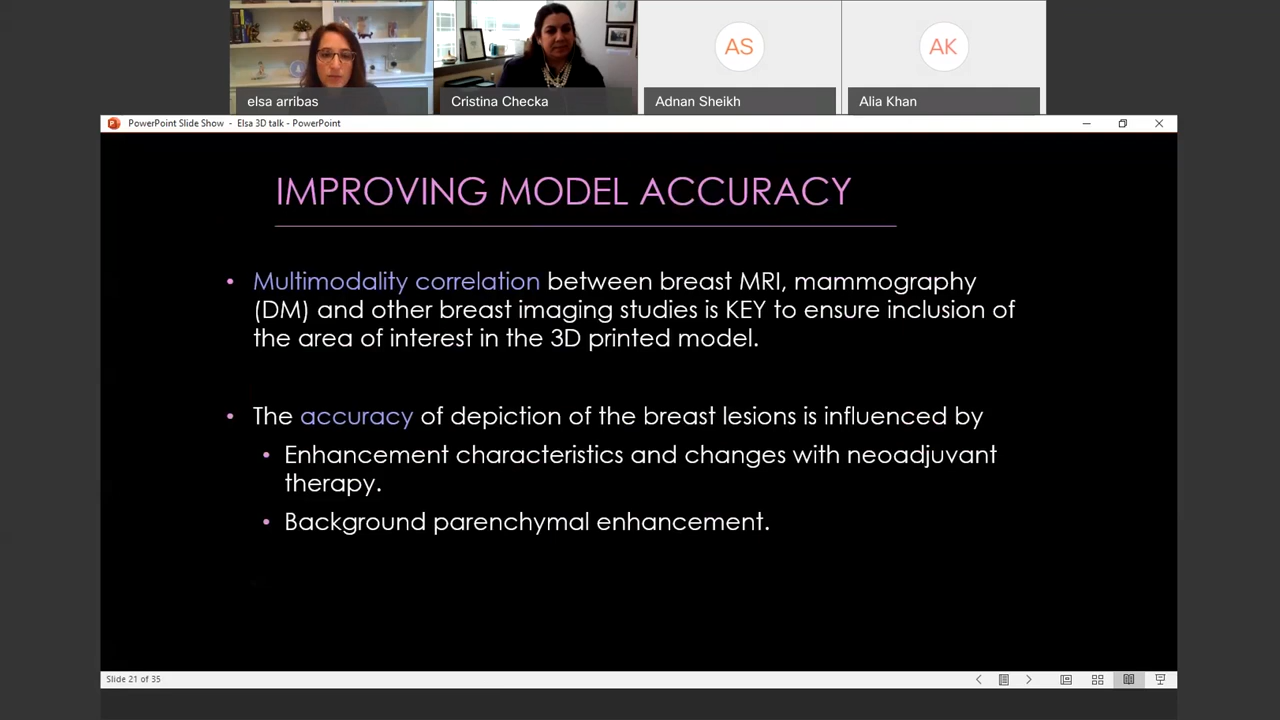 AS
AK
elsa arribas
Cristina Checka
Adnan Sheikh
Alia Khan
PowerPoint Slide Show - Elsa 3D talk - PowerPoint
IMPROVING MODEL ACCURACY
• Multimodality correlation between breast MRI, mammography
(DM) and other breast imaging studies is KEY to ensure inclusion of
the area of interest in the 3D printed model.
• The accuracy of depiction of the breast lesions is influenced by
• Enhancement characteristics and changes with neoadjuvant
therapy.
• Background parenchymal enhancement.
Slide 21 of 35